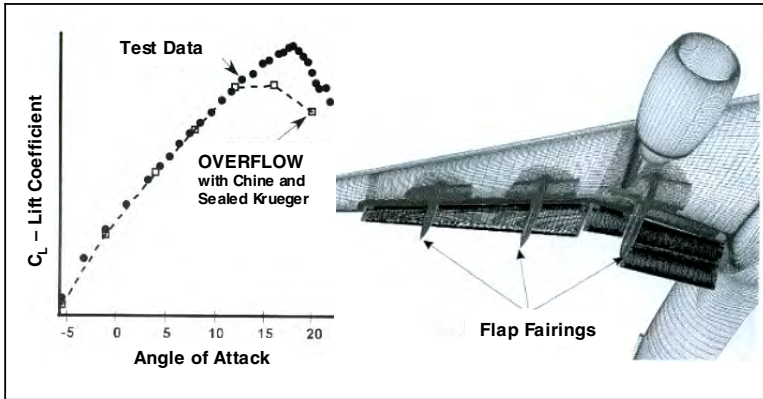 Test Data
OVERFLOW
with Chine and
Sealed Krueger
C_L – Lift Coefficient
-5 0 5 10 15 20
Angle of Attack
Flap Fairings